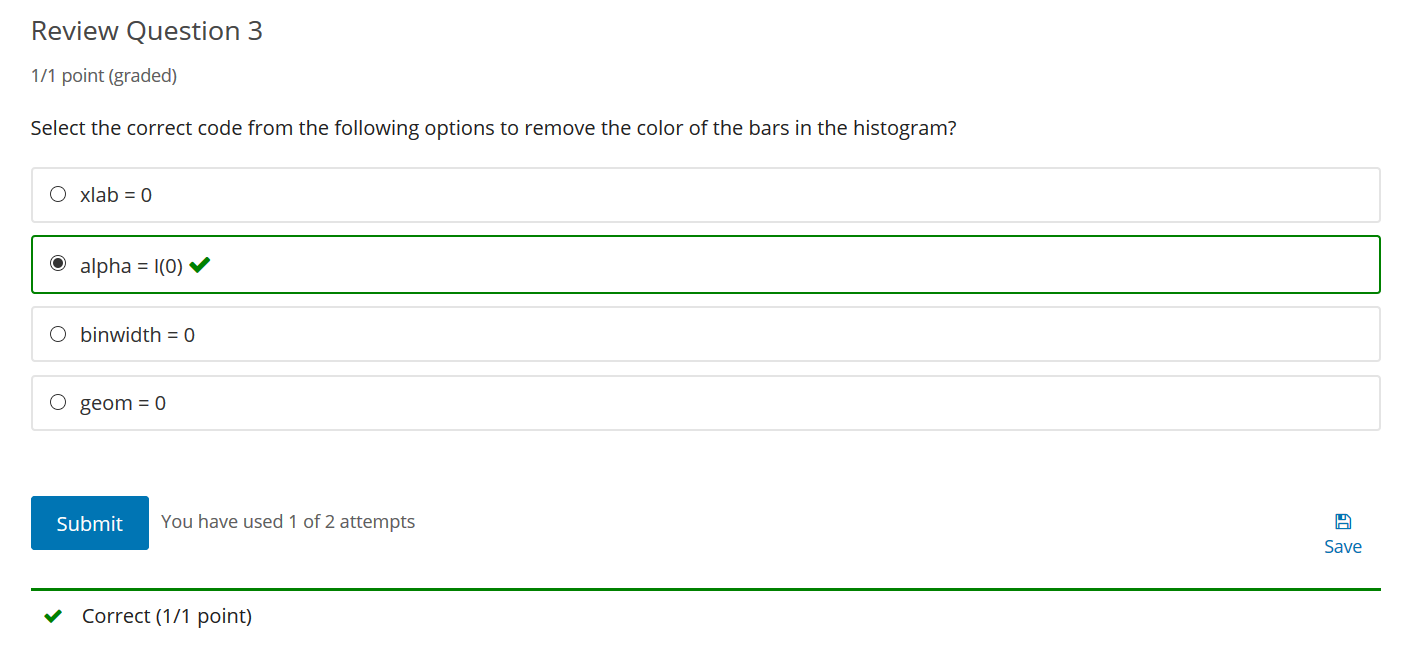 Review Question 3
1/1 point (graded)
Select the correct code from the following options to remove the color of the bars in the histogram?
xlab = 0
alpha = I(0)
binwidth = 0
geom = 0
Submit
You have used 1 of 2 attempts
Save
Correct (1/1 point)